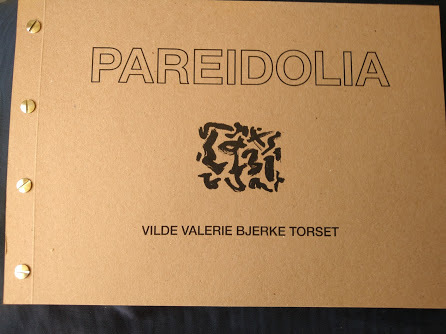 PAREIDOLIA
VILDE VALERIE BJERKE TORSET